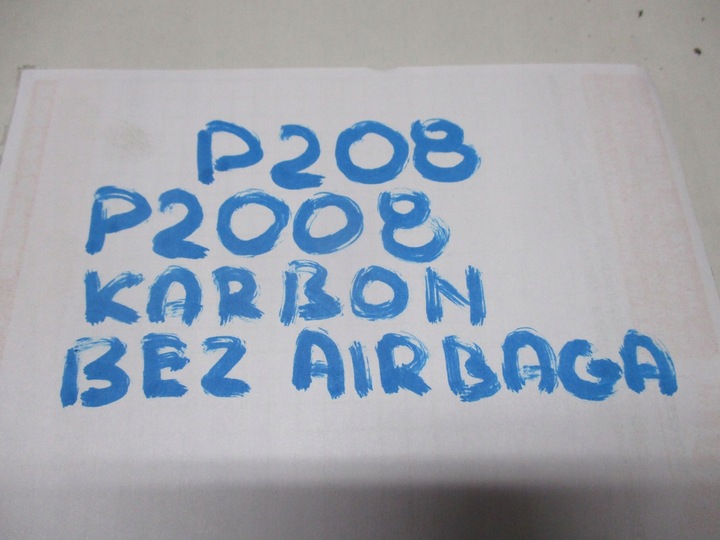 P208
P2008
KARBON
BEZ AIRBAGA